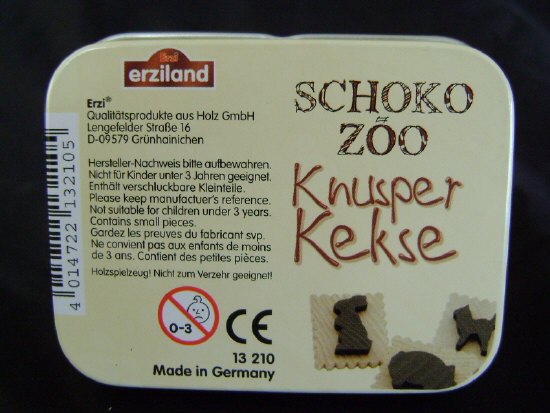 Erzi
erziland
Erzi®
Qualitätsprodukte aus Holz GmbH
Lengefelder Straße 16
D-09579 Grünhainichen
Hersteller-Nachweis bitte aufbewahren.
Nicht für Kinder unter 3 Jahren geeignet.
Enthält verschluckbare Kleinteile.
Please keep manufactuer's reference.
Not suitable for children under 3 years.
Contains small pieces.
Gardez les preuves du fabricant svp.
Ne convient pas aux enfants de moins
de 3 ans. Contient des petites pièces.
Holzspielzeug! Nicht zum Verzehr geeignet!
0-3
CE
13 210
Made in Germany
4 014722 132105
SCHOKO
ZOO
Knusper
Kekse